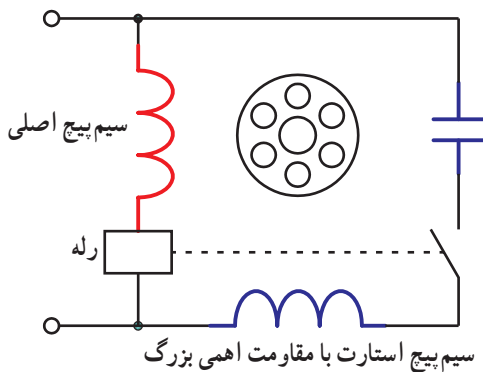 سیم‌پیچ اصلی
رله
سیم‌پیچ استارت با مقاومت اهمی بزرگ